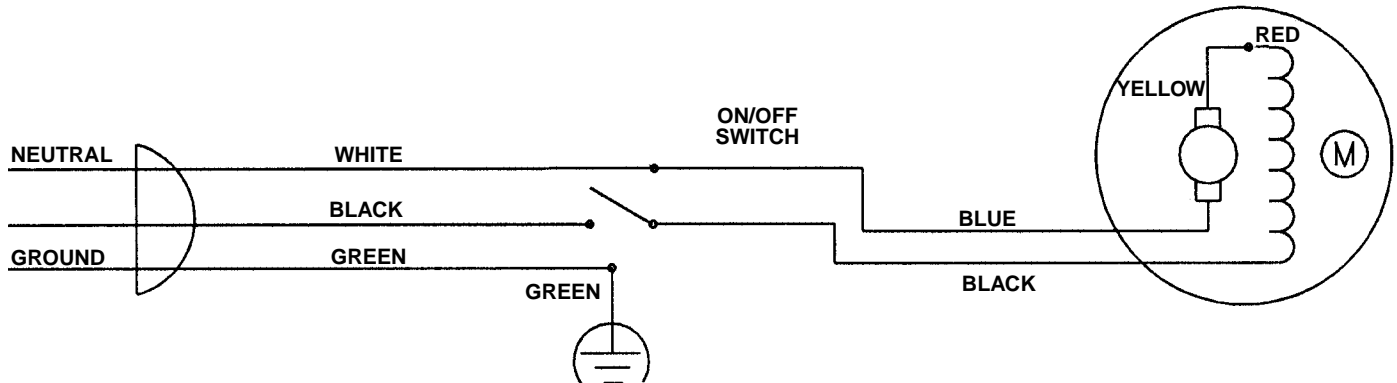 RED
YELLOW
ON/OFF
SWITCH
NEUTRAL
WHITE
M
BLACK
BLUE
GROUND
GREEN
GREEN
BLACK